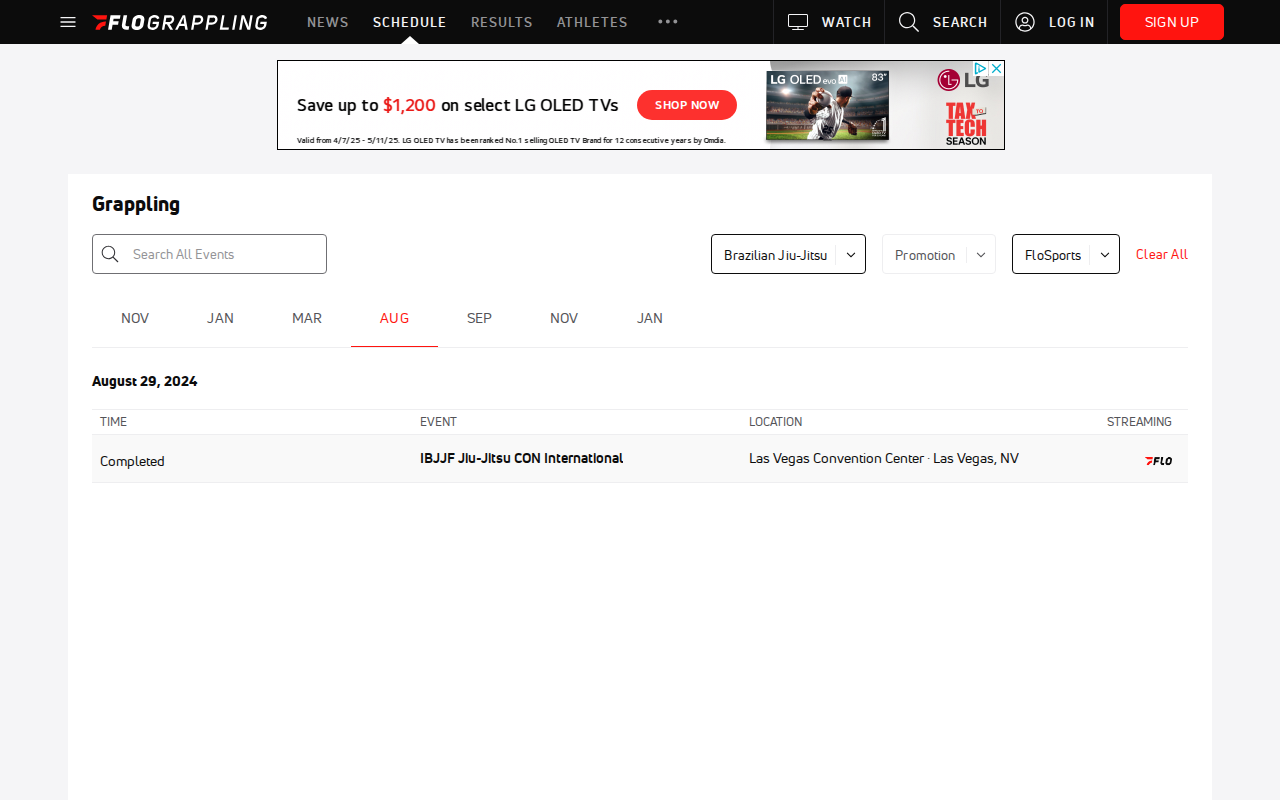 FLOGRAPPLING NEWS SCHEDULE RESULTS ATHLETES WATCH SEARCH LOG IN SIGN UP
Save up to $1,200 on select LG OLED TVs SHOP NOW
Valid from 4/7/25 - 5/11/25. LG OLED TV has been ranked No.1 selling OLED TV Brand for 12 consecutive years by Omdia.
LG OLED evo AI 83"
LG
TAX TO TECH SEASON
Grappling
Search All Events Brazilian Jiu-Jitsu Promotion FloSports Clear All
NOV JAN MAR AUG SEP NOV JAN
August 29, 2024
TIME EVENT LOCATION STREAMING
Completed IBJJF Jiu-Jitsu CON International Las Vegas Convention Center · Las Vegas, NV FLO